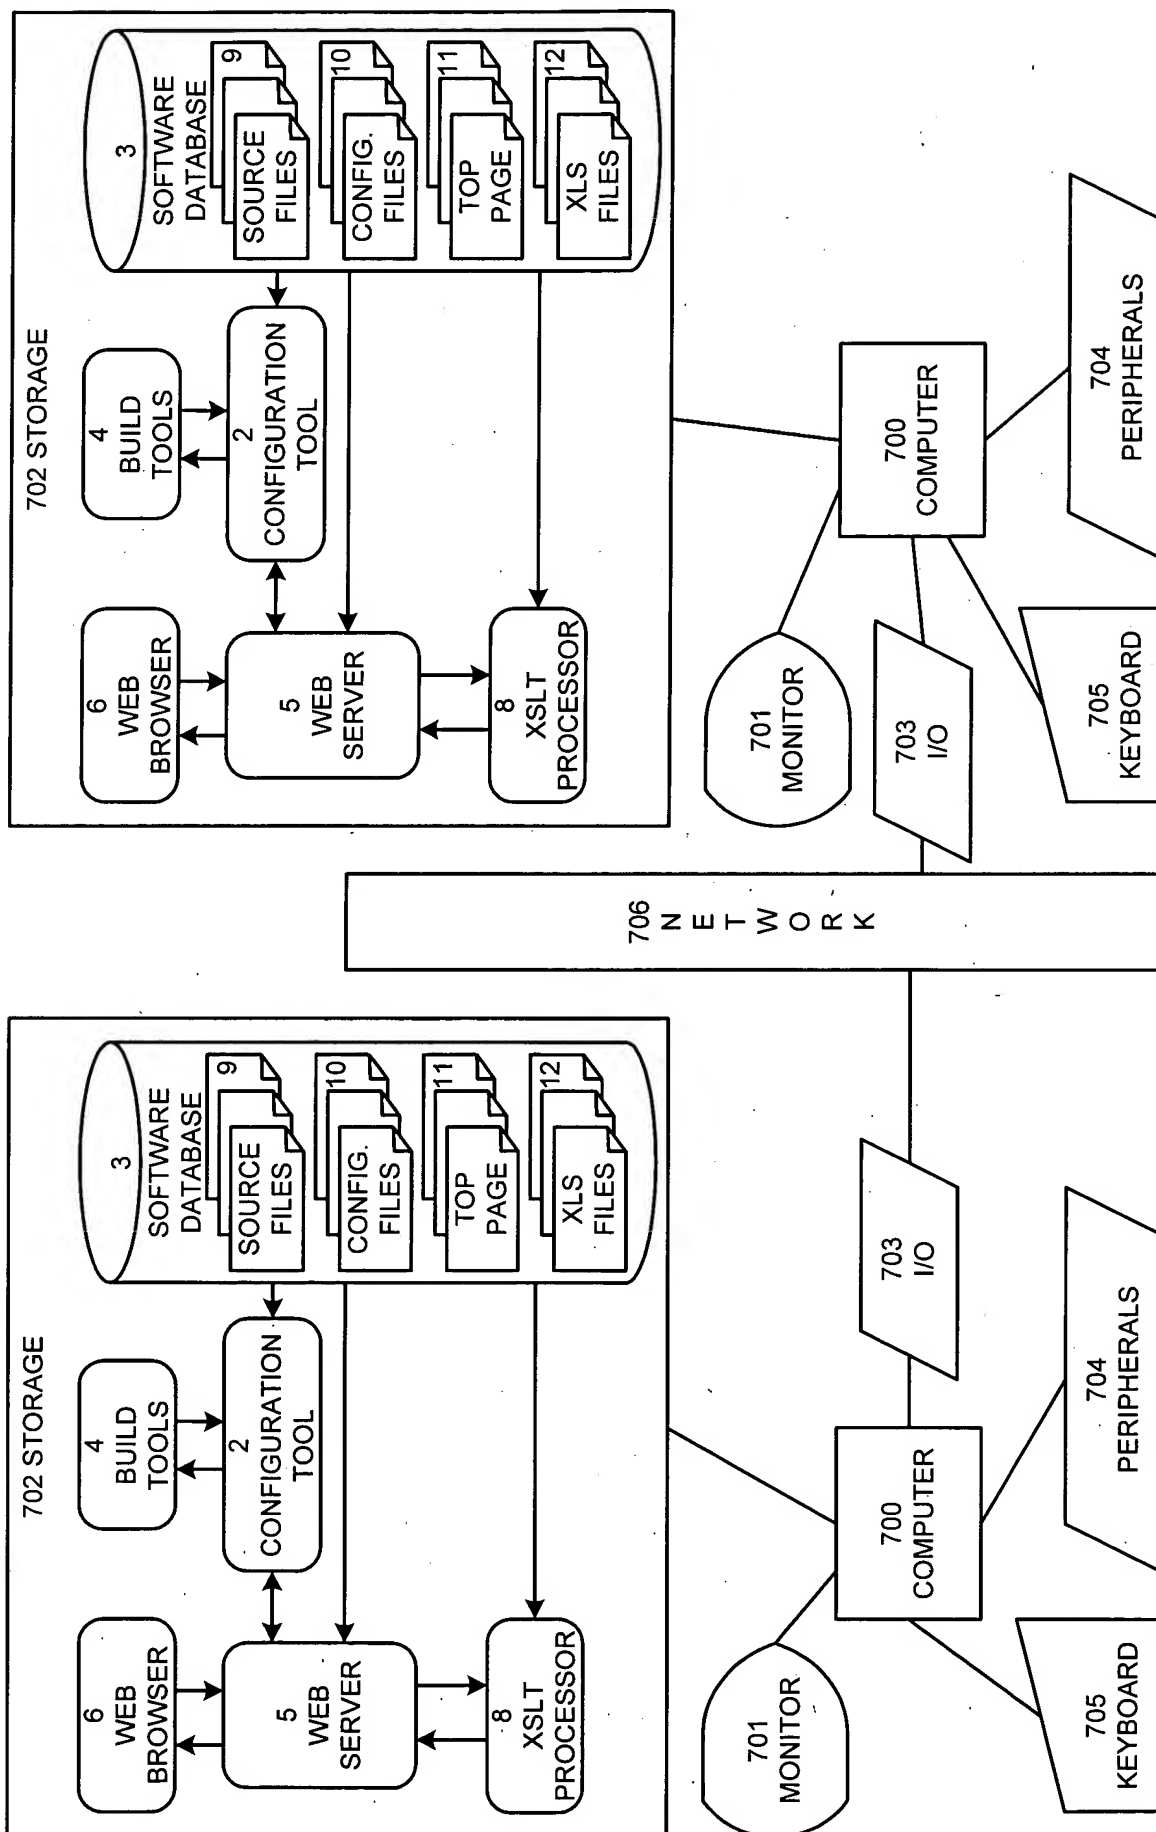 702 STORAGE
6
WEB
BROWSER
4
BUILD
TOOLS
3
SOFTWARE
DATABASE
5
WEB
SERVER
2
CONFIGURATION
TOOL
9
SOURCE
FILES
10
CONFIG.
FILES
11
TOP
PAGE
12
XLS
FILES
8
XSLT
PROCESSOR
701
MONITOR
700
COMPUTER
703
I/O
705
KEYBOARD
704
PERIPHERALS
706
N
E
T
W
O
R
K
702 STORAGE
6
WEB
BROWSER
4
BUILD
TOOLS
3
SOFTWARE
DATABASE
5
WEB
SERVER
2
CONFIGURATION
TOOL
9
SOURCE
FILES
10
CONFIG.
FILES
11
TOP
PAGE
12
XLS
FILES
8
XSLT
PROCESSOR
701
MONITOR
700
COMPUTER
703
I/O
705
KEYBOARD
704
PERIPHERALS